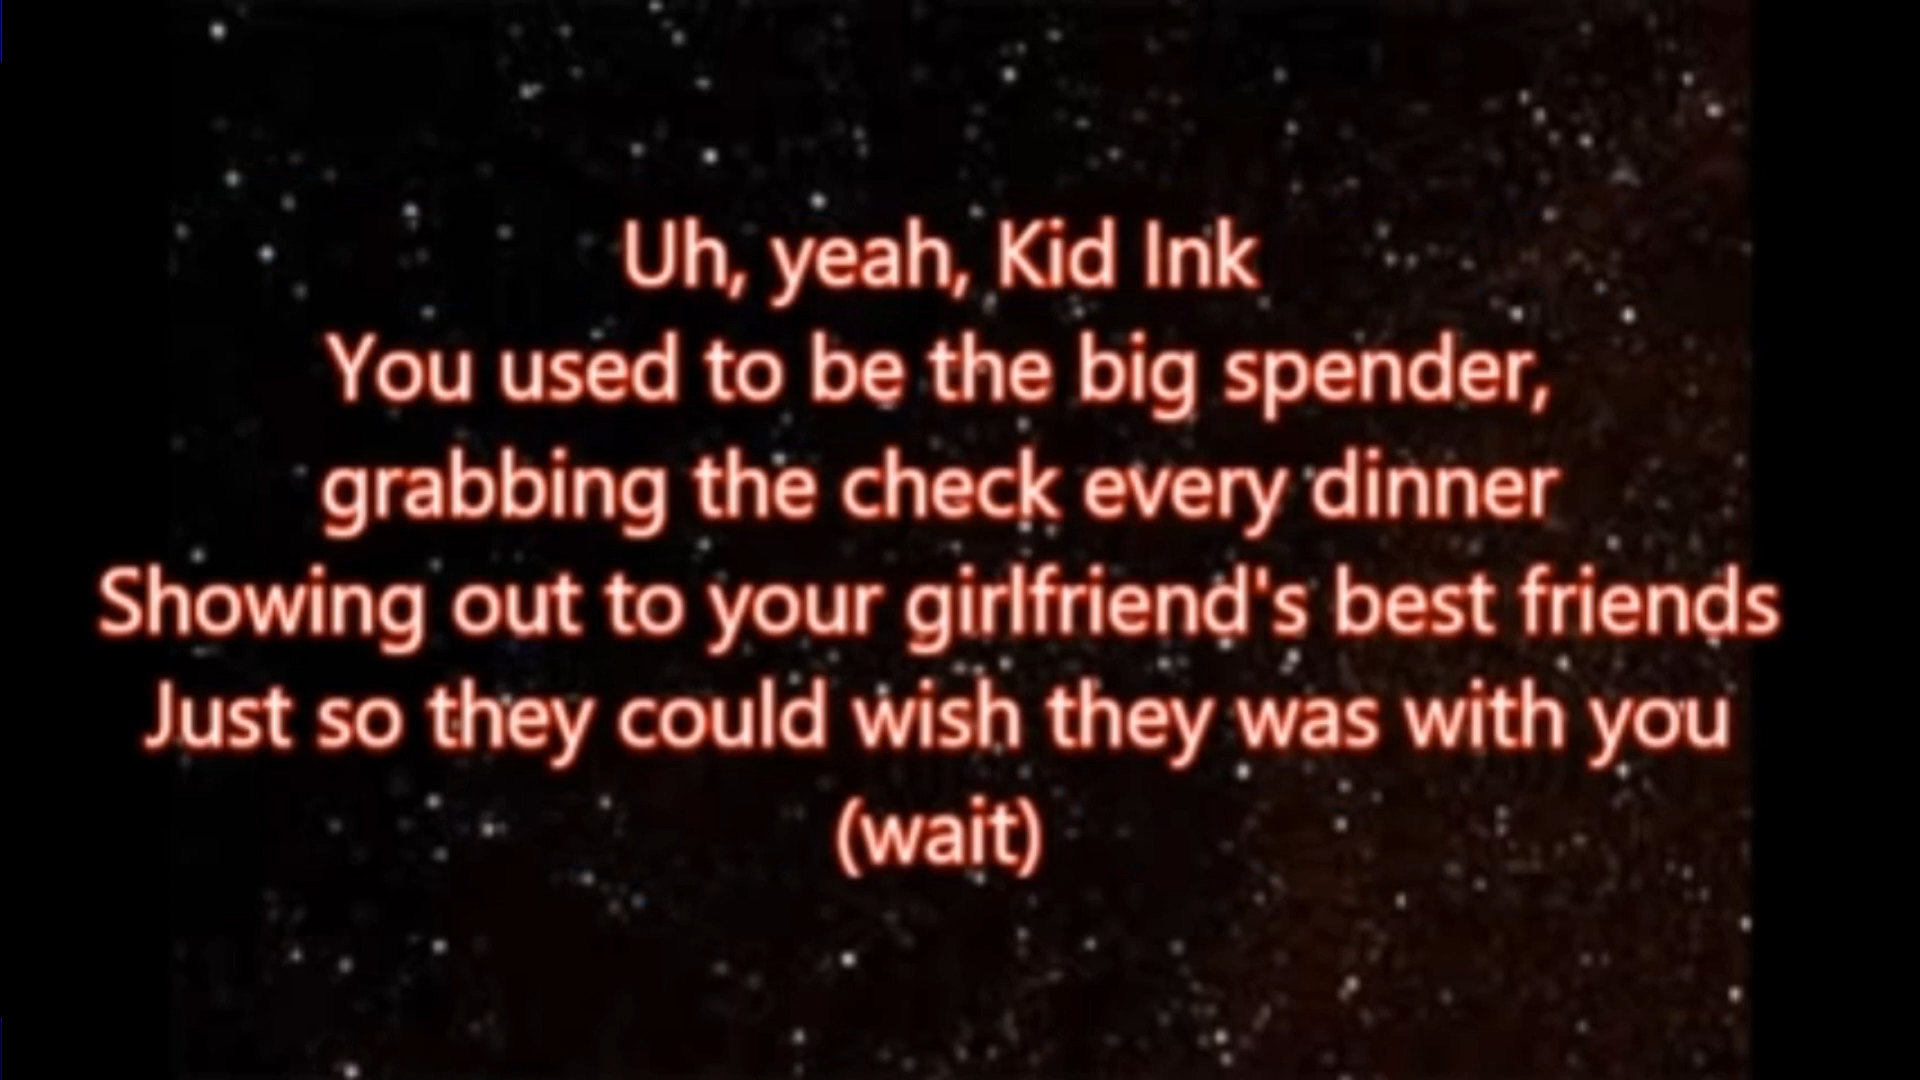 Uh, yeah, Kid Ink
You used to be the big spender,
grabbing the check every dinner
Showing out to your girlfriend's best friends
Just so they could wish they was with you
(wait)